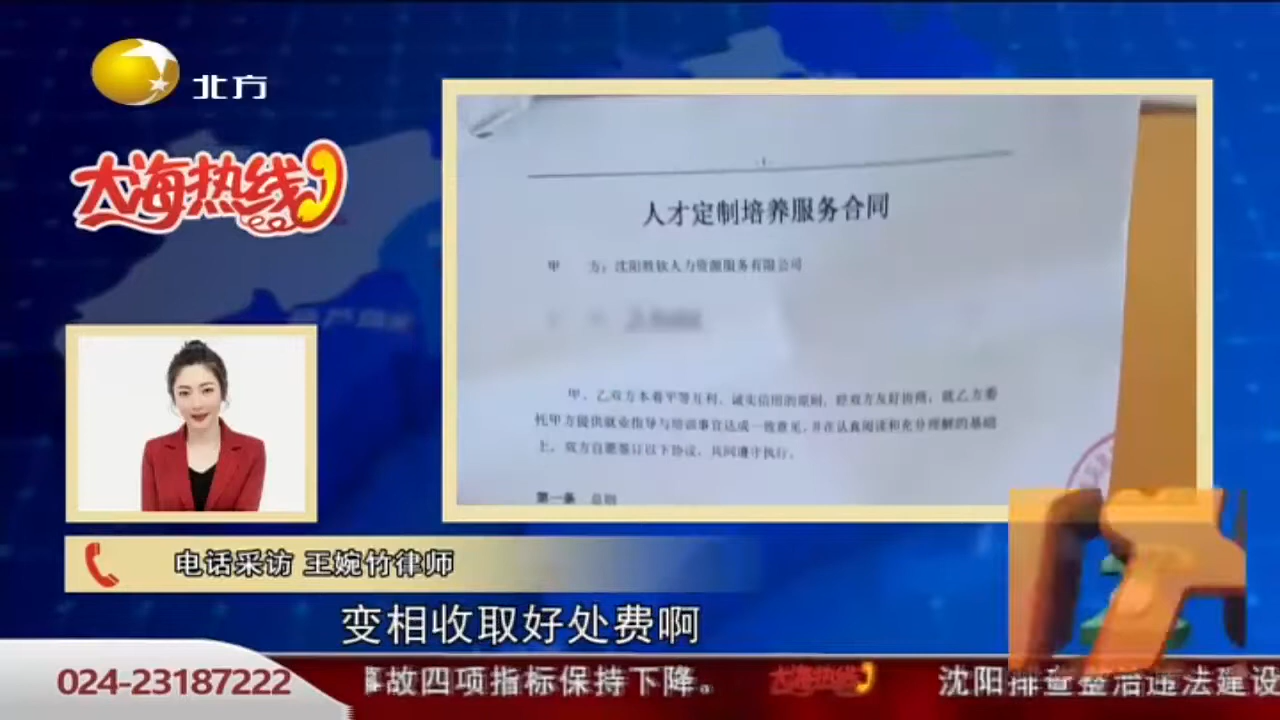 北方
大海热线
-1-
人才定制培养服务合同
甲 方：沈阳胜钦人力资源服务有限公司
甲、乙双方本着平等互利、诚实信用的原则，经双方友好协商，就乙方委
托甲方提供就业指导与培训事宜达成一致意见，并在认真阅读和充分理解的基础
上，双方自愿签订以下协议，共同遵守执行。
第一条 总则
电话采访 王婉竹律师
变相收取好处费啊
024-23187222 事故四项指标保持下降。 大海热线 沈阳排查整治违法建设